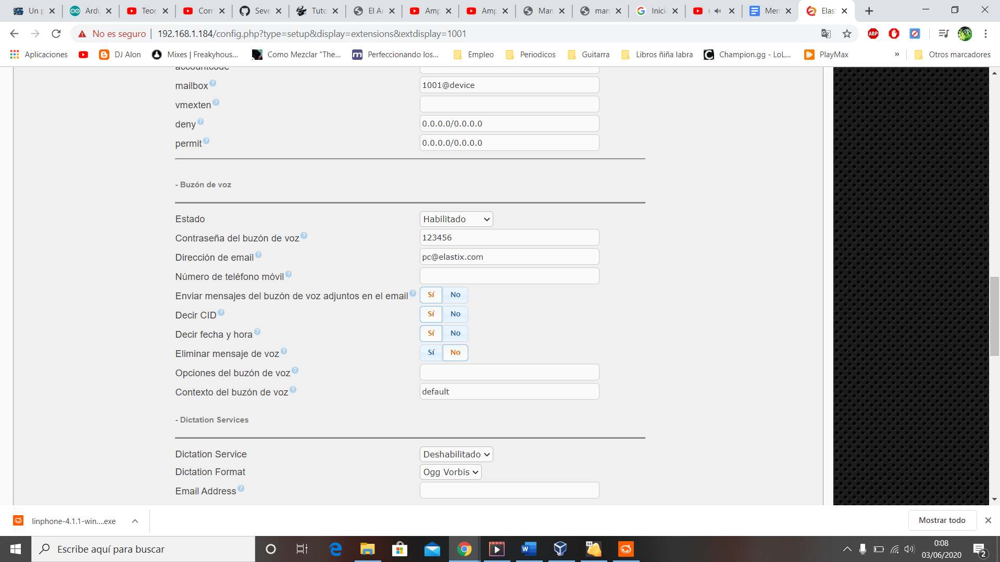 Un p
Ardu
Teor
Corr
Seve
Tuto
El Ar
Amp
Amp
Man
man
Inicia
Men
Elas
No es seguro
192.168.1.184/config.php?type=setup&display=extensions&extdisplay=1001
ABP
Aplicaciones
DJ Alon
Mixes | Freakyhous...
Como Mezclar "The...
Perfeccionando los...
Empleo
Periodicos
Guitarra
Libros ñiña labra
Champion.gg - LoL...
PlayMax
»
Otros marcadores
accountcode
mailbox
1001@device
vmexten
deny
0.0.0.0/0.0.0.0
permit
0.0.0.0/0.0.0.0
- Buzón de voz
Estado
Habilitado
Contraseña del buzón de voz
123456
Dirección de email
pc@elastix.com
Número de teléfono móvil
Enviar mensajes del buzón de voz adjuntos en el email
Sí No
Decir CID
Sí No
Decir fecha y hora
Sí No
Eliminar mensaje de voz
Sí No
Opciones del buzón de voz
Contexto del buzón de voz
default
- Dictation Services
Dictation Service
Deshabilitado
Dictation Format
Ogg Vorbis
Email Address
linphone-4.1.1-win....exe
Mostrar todo
Escribe aquí para buscar
0:08
03/06/2020
2